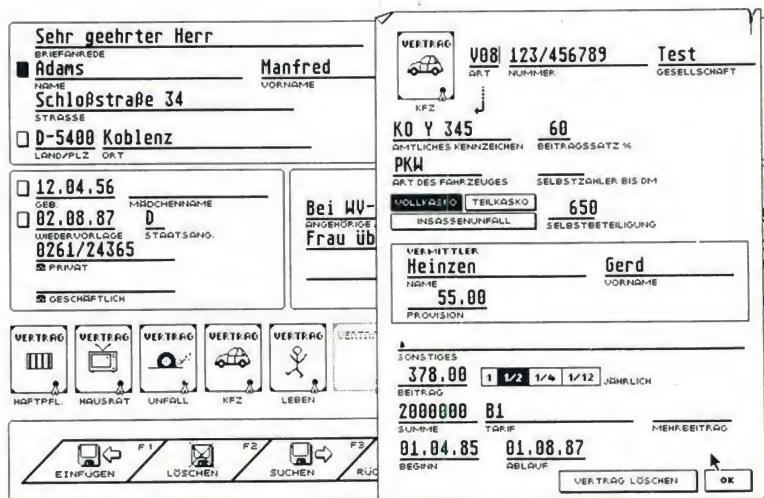 Sehr geehrter Herr
BRIEFANREDE
Adams Manfred
NAME VORNAME
Schloßstraße 34
STRASSE
D-5400 Koblenz
LAND/PLZ ORT
12.04.56
GEB. MÄDCHENNAME
02.08.87 D
WIEDERVORLAGE STAATSANG.
0261/24365
PRIVAT
GESCHÄFTLICH
Bei WV-
ANGEHÖRIGE
Frau üb
VERTRAG VERTRAG VERTRAG VERTRAG VERTRAG
HAFTPFL. HAUSRAT UNFALL KFZ LEBEN
F1 F2 F3
EINFÜGEN LÖSCHEN SUCHEN RÜC
VERTRAG
KFZ
V08 123/456789 Test
ART NUMMER GESELLSCHAFT
KO Y 345 60
AMTLICHES KENNZEICHEN BEITRAGSSATZ %
PKW
ART DES FAHRZEUGES SELBSTZAHLER BIS DM
VOLLKASKO TEILKASKO 650
INSASSENUNFALL SELBSTBETEILIGUNG
VERMITTLER
Heinzen Gerd
NAME VORNAME
55.00
PROVISION
SONSTIGES
378.00 1 1/2 1/4 1/12 JÄHRLICH
BEITRAG
2000000 B1
SUMME TARIF MEHRBEITRAG
01.04.85 01.08.87
BEGINN ABLAUF
VERTRAG LÖSCHEN OK